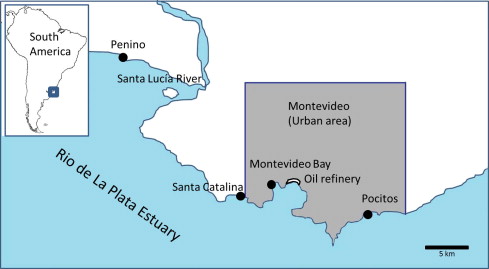 South
America
Penino
Santa Lucía River
Montevideo
(Urban area)
Montevideo Bay
Oil refinery
Santa Catalina
Pocitos
Rio de La Plata Estuary
5 km